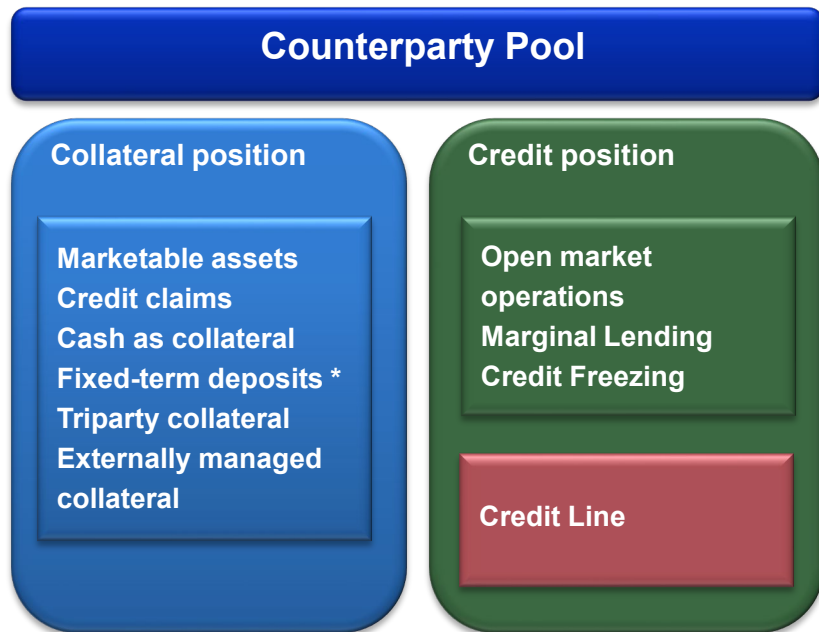 Counterparty Pool
Collateral position
Marketable assets
Credit claims
Cash as collateral
Fixed-term deposits *
Triparty collateral
Externally managed
collateral
Credit position
Open market
operations
Marginal Lending
Credit Freezing
Credit Line